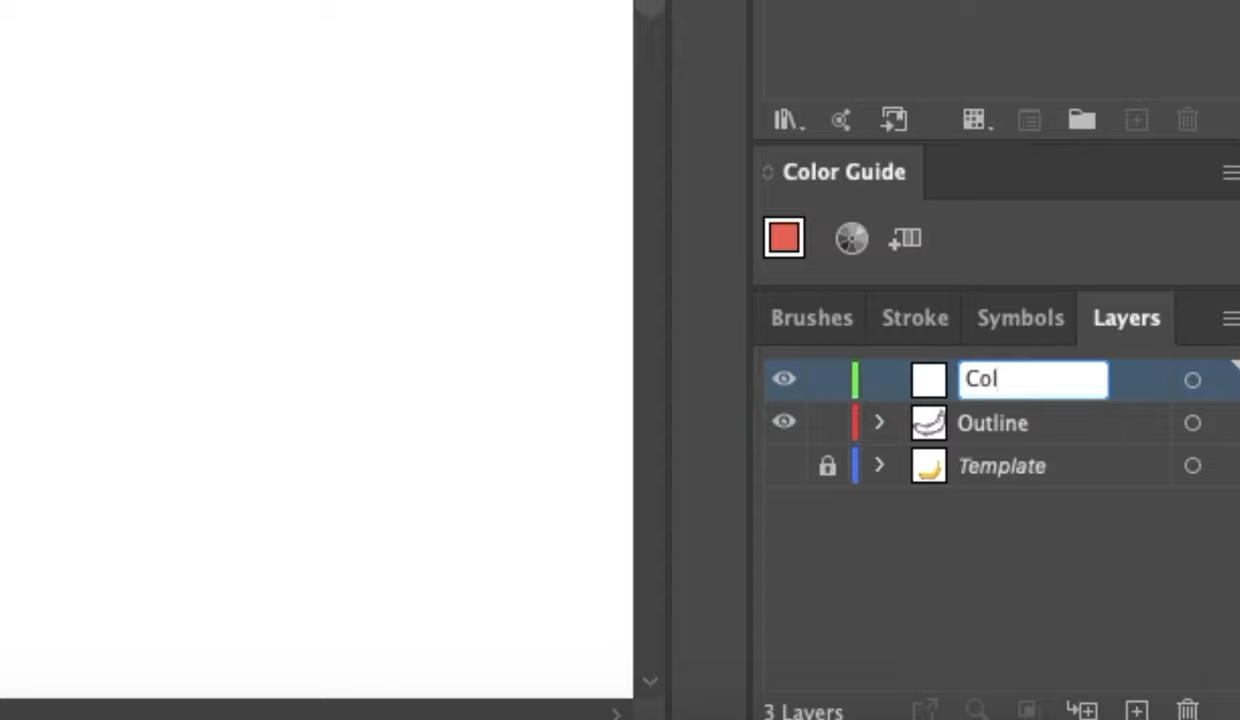 Color Guide
Brushes Stroke Symbols Layers
Col
Outline
Template
3 Layers